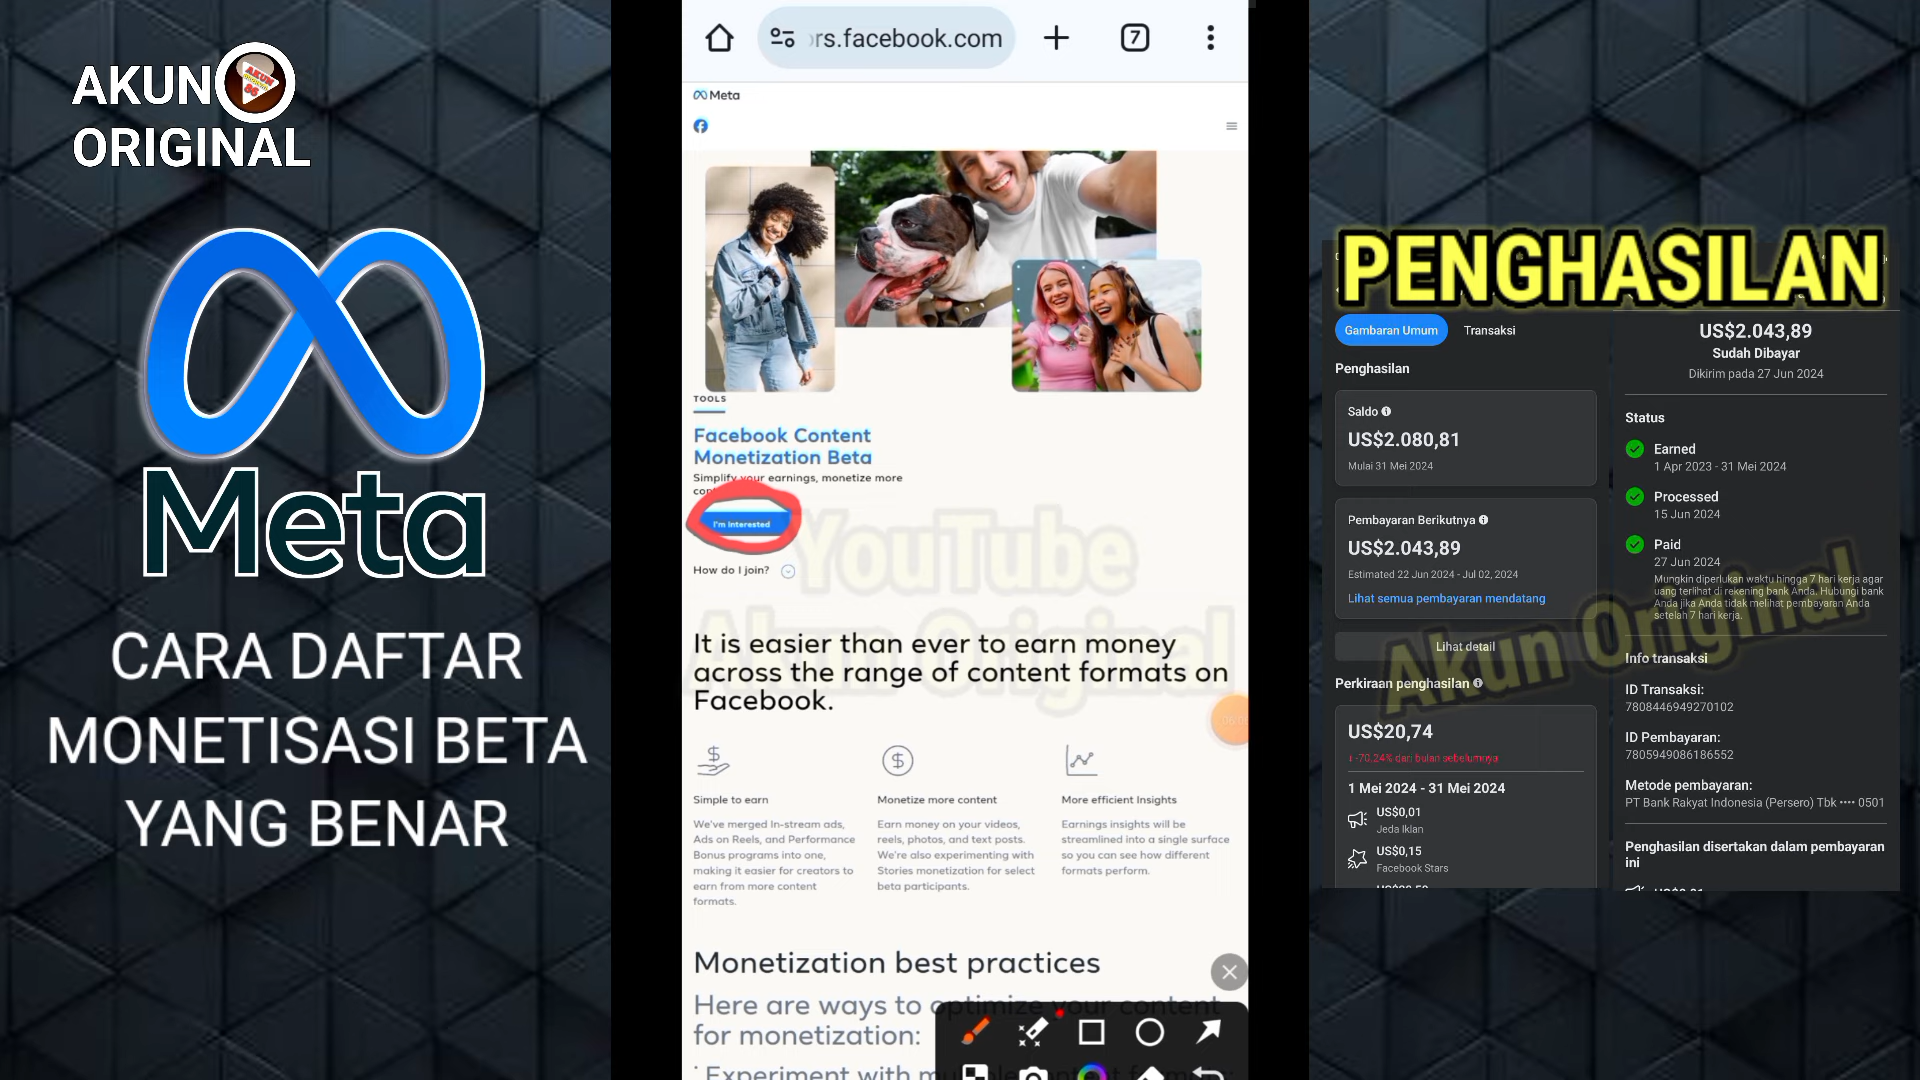 AKUN
ORIGINAL
Meta
CARA DAFTAR
MONETISASI BETA
YANG BENAR
rs.facebook.com
7
Meta
TOOLS
Facebook Content
Monetization Beta
Simplify your earnings, monetize more
I'm Interested
How do I join?
YouTube
Akun Original
It is easier than ever to earn money
across the range of content formats on
Facebook.
Simple to earn
We've merged In-stream ads,
Ads on Reels, and Performance
Bonus programs into one,
making it easier for creators to
earn from more content
formats.
Monetize more content
Earn money on your videos,
reels, photos, and text posts.
We're also experimenting with
Stories monetization for select
beta participants.
More efficient Insights
Earnings insights will be
streamlined into a single surface
so you can see how different
formats perform.
Monetization best practices
Here are ways to optimize your content
for monetization:
Experiment with
PENGHASILAN
Gambaran Umum
Transaksi
Penghasilan
Saldo
US$2.080,81
Mulai 31 Mei 2024
Pembayaran Berikutnya
US$2.043,89
Estimated 22 Jun 2024 - Jul 02, 2024
Lihat semua pembayaran mendatang
Lihat detail
Perkiraan penghasilan
US$20,74
-70,24% dari bulan sebelumnya
1 Mei 2024 - 31 Mei 2024
US$0,01
Jeda Iklan
US$0,15
Facebook Stars
US$2.043,89
Sudah Dibayar
Dikirim pada 27 Jun 2024
Status
Earned
1 Apr 2023 - 31 Mei 2024
Processed
15 Jun 2024
Paid
27 Jun 2024
Mungkin diperlukan waktu hingga 7 hari kerja agar
uang terlihat di rekening bank Anda. Hubungi bank
Anda jika Anda tidak melihat pembayaran Anda
setelah 7 hari kerja.
Akun Original
Info transaksi
ID Transaksi:
7808446949270102
ID Pembayaran:
7805949086186552
Metode pembayaran:
PT Bank Rakyat Indonesia (Persero) Tbk •••• 0501
Penghasilan disertakan dalam pembayaran
ini